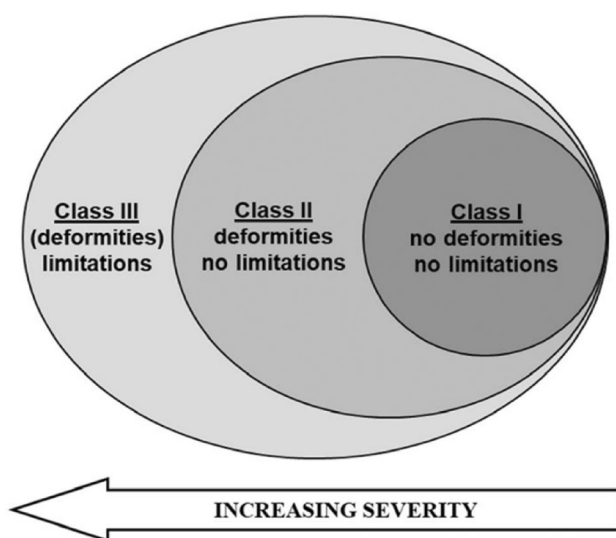 Class III
(deformities)
limitations
Class II
deformities
no limitations
Class I
no deformities
no limitations
INCREASING SEVERITY